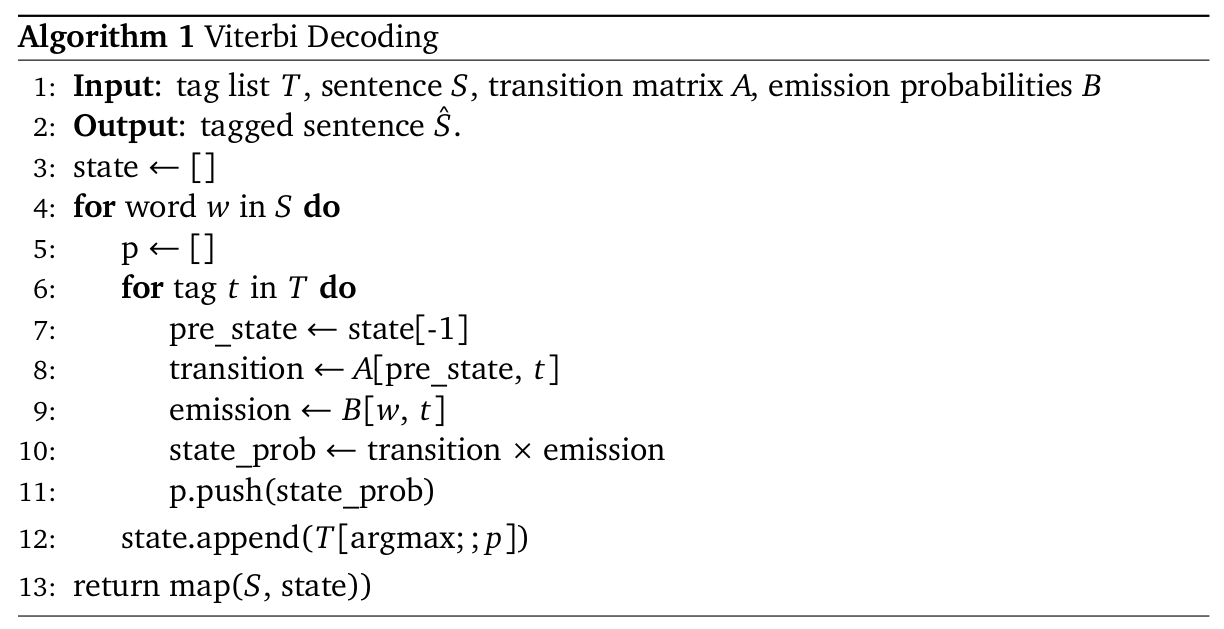 Algorithm 1 Viterbi Decoding
1: Input: tag list T, sentence S, transition matrix A, emission probabilities B
2: Output: tagged sentence Ŝ.
3: state ← []
4: for word w in S do
5: p ← []
6: for tag t in T do
7: pre_state ← state[-1]
8: transition ← A[pre_state, t]
9: emission ← B[w, t]
10: state_prob ← transition × emission
11: p.push(state_prob)
12: state.append(T[argmax; ; p])
13: return map(S, state))